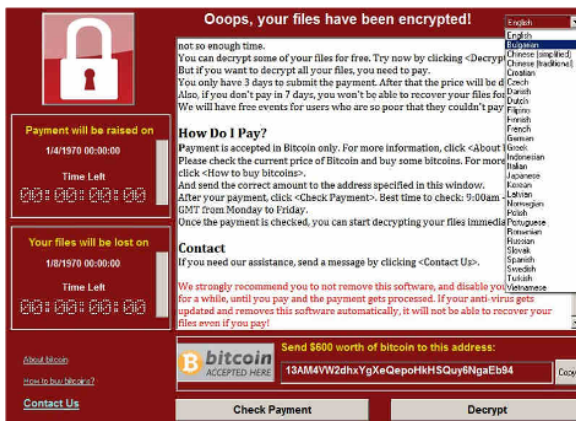 Ooops, your files have been encrypted!
English
not so enough time.
You can decrypt some of your files for free. Try now by clicking <Decryp
But if you want to decrypt all your files, you need to pay.
You only have 3 days to submit the payment. After that the price will be d
Also, if you don't pay in 7 days, you won't be able to recover your files fo
We will have free events for users who are so poor that they couldn't pay
How Do I Pay?
Payment is accepted in Bitcoin only. For more information, click <About
Please check the current price of Bitcoin and buy some bitcoins. For more
click <How to buy bitcoins>.
And send the correct amount to the address specified in this window.
After your payment, click <Check Payment>. Best time to check: 9:00am
GMT from Monday to Friday.
Once the payment is checked, you can start decrypting your files immedia
Contact
If you need our assistance, send a message by clicking <Contact Us>.
We strongly recommend you to not remove this software, and disable yo
for a while, until you pay and the payment gets processed. If your anti-virus gets
updated and removes this software automatically, it will not be able to recover your
files even if you pay!
English
Bulgarian
Chinese (simplified)
Chinese (traditional)
Croatian
Czech
Danish
Dutch
Filipino
Finnish
French
German
Greek
Indonesian
Italian
Japanese
Korean
Latvian
Norwegian
Polish
Portuguese
Romanian
Russian
Slovak
Spanish
Swedish
Turkish
Vietnamese
Payment will be raised on
1/4/1970 00:00:00
Time Left
00:00:00:00
Your files will be lost on
1/8/1970 00:00:00
Time Left
00:00:00:00
About bitcoin
How to buy bitcoins?
Contact Us
bitcoin
ACCEPTED HERE
Send $600 worth of bitcoin to this address:
13AM4VW2dhxYgXeQepoHkHSQuy6NgaEb94
Copy
Check Payment
Decrypt